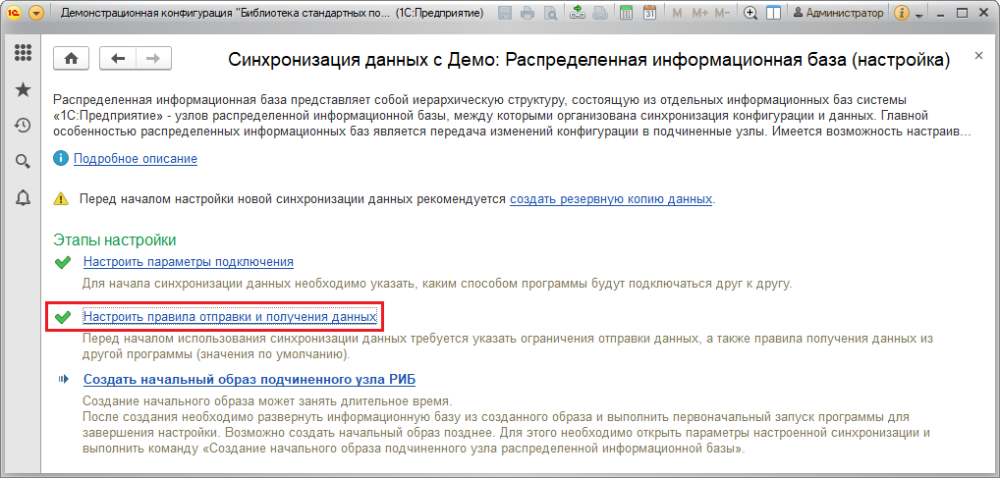 Демонстрационная конфигурация "Библиотека стандартных по... (1С:Предприятие)
M M+ M- Администратор
Синхронизация данных с Демо: Распределенная информационная база (настройка)
Распределенная информационная база представляет собой иерархическую структуру, состоящую из отдельных информационных баз системы
«1С:Предприятие» - узлов распределенной информационной базы, между которыми организована синхронизация конфигурации и данных. Главной
особенностью распределенных информационных баз является передача изменений конфигурации в подчиненные узлы. Имеется возможность настраив...
Подробное описание
Перед началом настройки новой синхронизации данных рекомендуется создать резервную копию данных.
Этапы настройки
Настроить параметры подключения
Для начала синхронизации данных необходимо указать, каким способом программы будут подключаться друг к другу.
Настроить правила отправки и получения данных
Перед началом использования синхронизации данных требуется указать ограничения отправки данных, а также правила получения данных из
другой программы (значения по умолчанию).
Создать начальный образ подчиненного узла РИБ
Создание начального образа может занять длительное время.
После создания необходимо развернуть информационную базу из созданного образа и выполнить первоначальный запуск программы для
завершения настройки. Возможно создать начальный образ позднее. Для этого необходимо открыть параметры настроенной синхронизации и
выполнить команду «Создание начального образа подчиненного узла распределенной информационной базы».